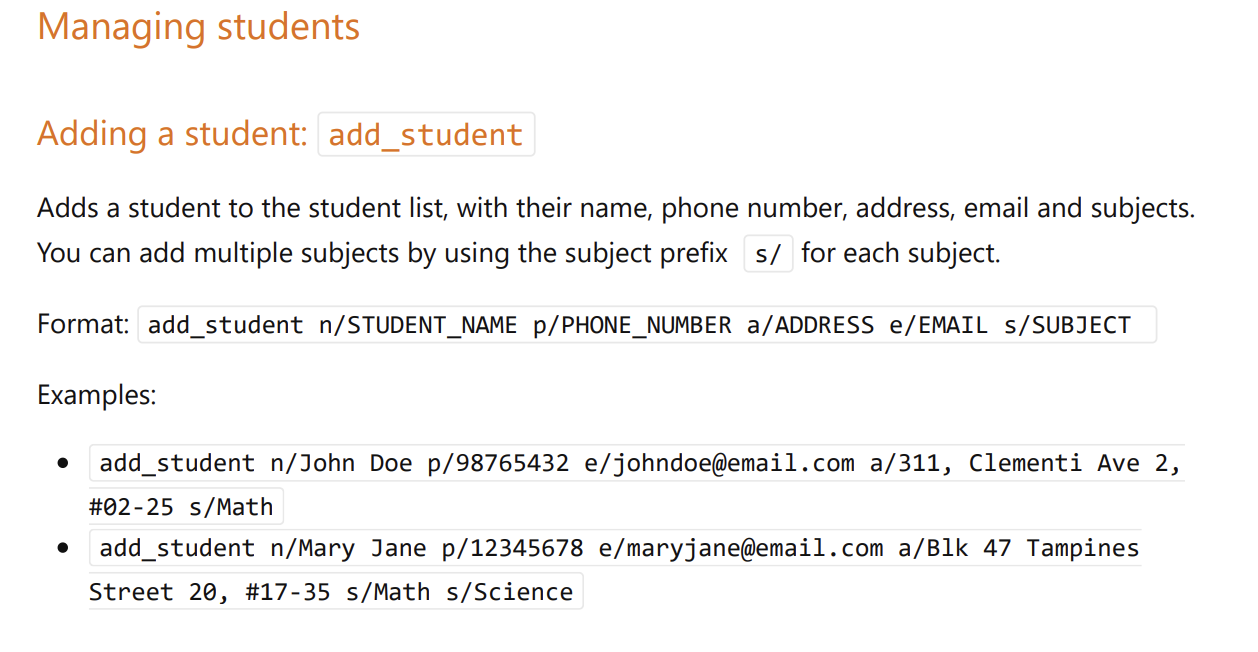 Managing students
Adding a student: add_student
Adds a student to the student list, with their name, phone number, address, email and subjects.
You can add multiple subjects by using the subject prefix s/ for each subject.
Format: add_student n/STUDENT_NAME p/PHONE_NUMBER a/ADDRESS e/EMAIL s/SUBJECT
Examples:
• add_student n/John Doe p/98765432 e/johndoe@email.com a/311, Clementi Ave 2,
#02-25 s/Math
• add_student n/Mary Jane p/12345678 e/maryjane@email.com a/Blk 47 Tampines
Street 20, #17-35 s/Math s/Science